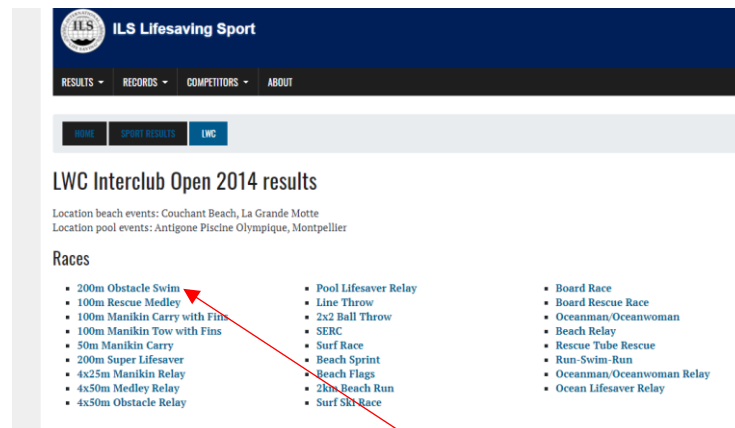 ILS
ILS Lifesaving Sport
RESULTS RECORDS COMPETITORS ABOUT
HOME SPORT RESULTS LWC
LWC Interclub Open 2014 results
Location beach events: Couchant Beach, La Grande Motte
Location pool events: Antigone Piscine Olympique, Montpellier
Races
200m Obstacle Swim
100m Rescue Medley
100m Manikin Carry with Fins
100m Manikin Tow with Fins
50m Manikin Carry
200m Super Lifesaver
4x25m Manikin Relay
4x50m Medley Relay
4x50m Obstacle Relay
Pool Lifesaver Relay
Line Throw
2x2 Ball Throw
SERC
Surf Race
Beach Sprint
Beach Flags
2km Beach Run
Surf Ski Race
Board Race
Board Rescue Race
Oceanman/Oceanwoman
Beach Relay
Rescue Tube Rescue
Run-Swim-Run
Oceanman/Oceanwoman Relay
Ocean Lifesaver Relay